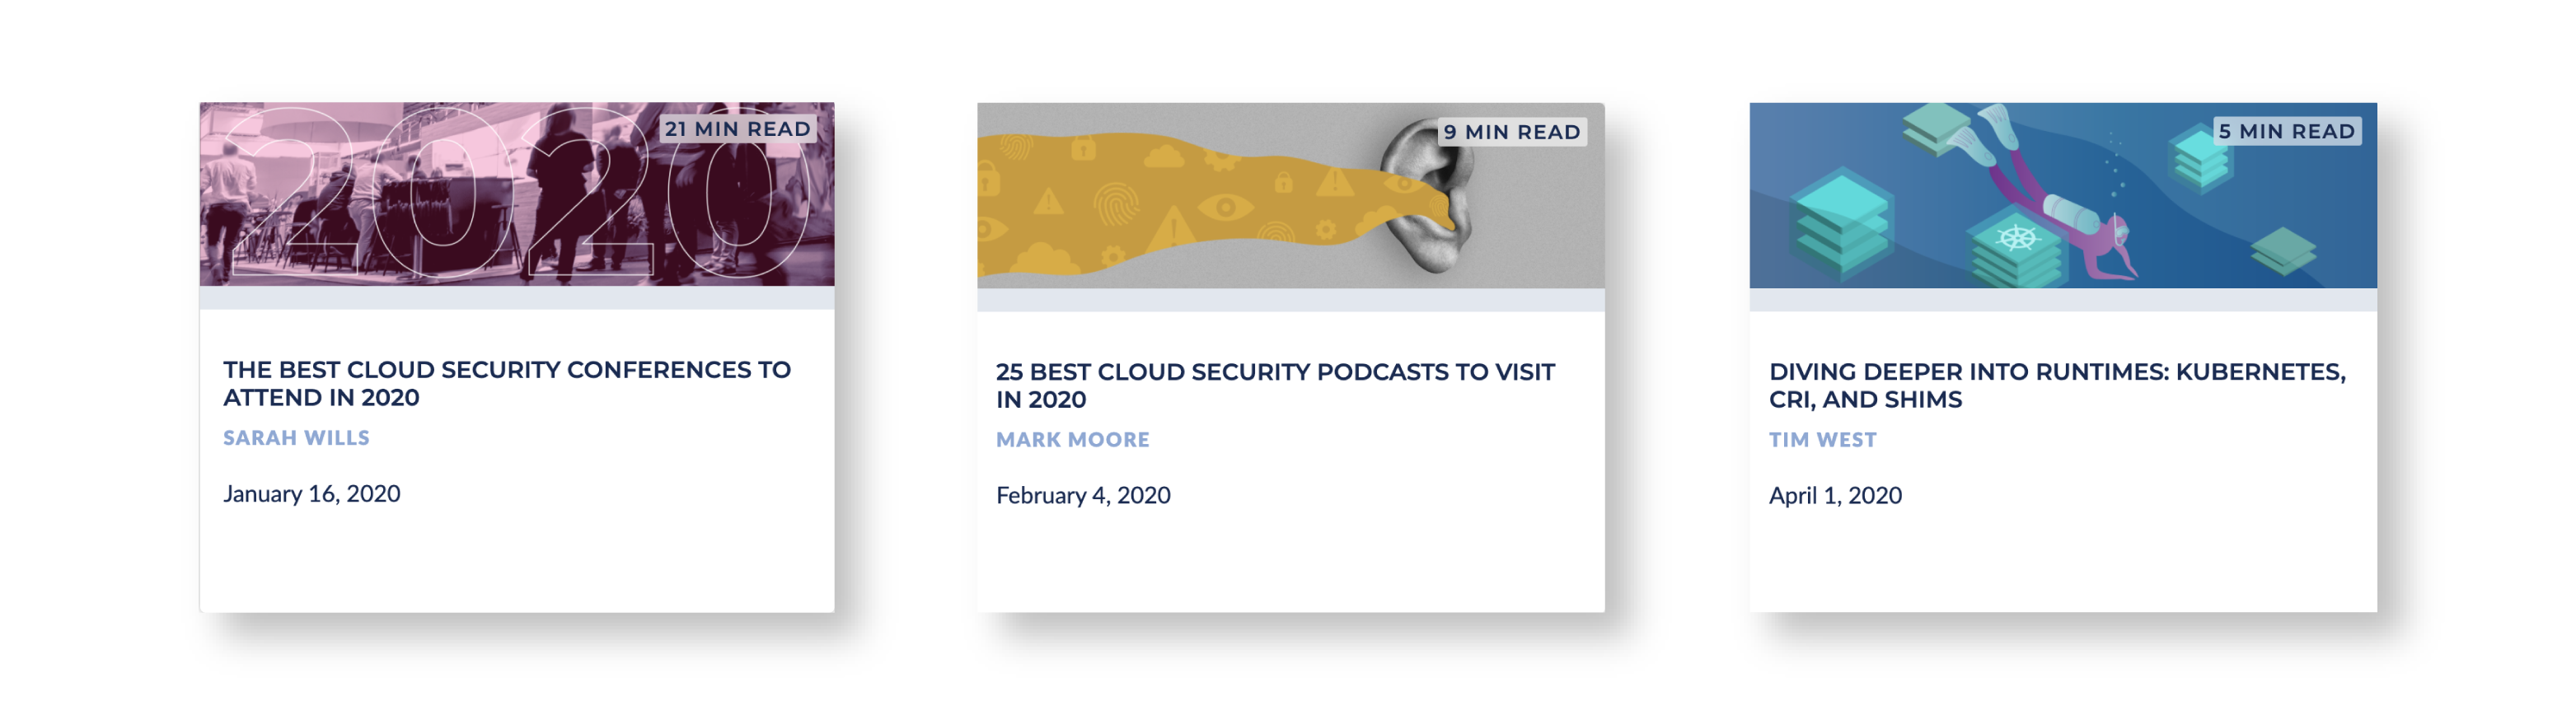 2020
21 MIN READ
THE BEST CLOUD SECURITY CONFERENCES TO
ATTEND IN 2020
SARAH WILLS
January 16, 2020
9 MIN READ
25 BEST CLOUD SECURITY PODCASTS TO VISIT
IN 2020
MARK MOORE
February 4, 2020
5 MIN READ
DIVING DEEPER INTO RUNTIMES: KUBERNETES,
CRI, AND SHIMS
TIM WEST
April 1, 2020